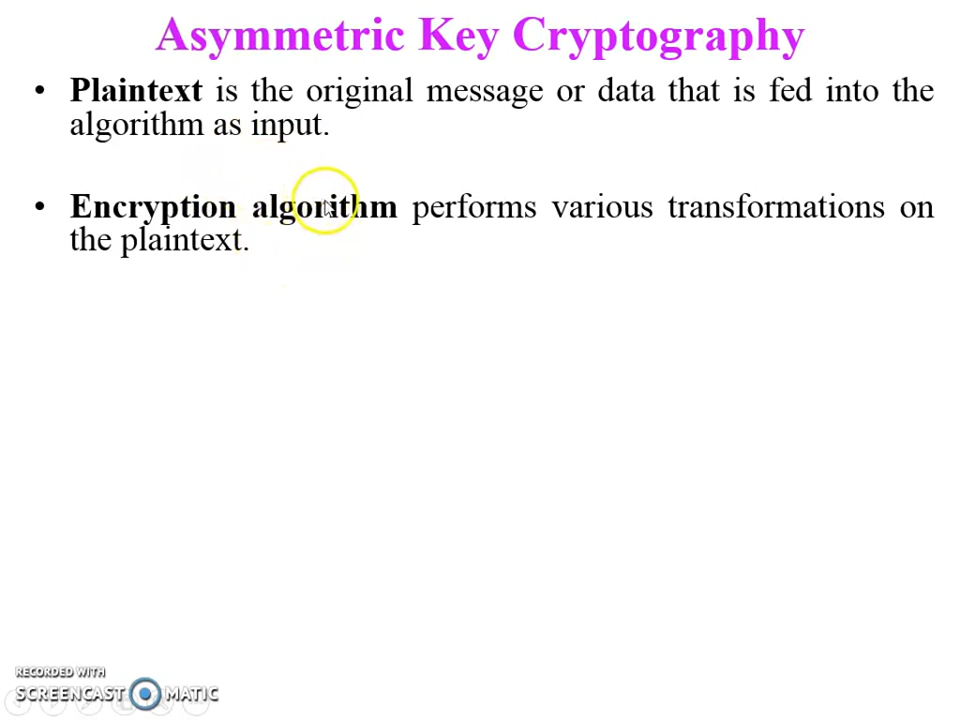 Asymmetric Key Cryptography
• Plaintext is the original message or data that is fed into the
algorithm as input.
• Encryption algorithm performs various transformations on
the plaintext.
RECORDED WITH
SCREENCAST MATIC